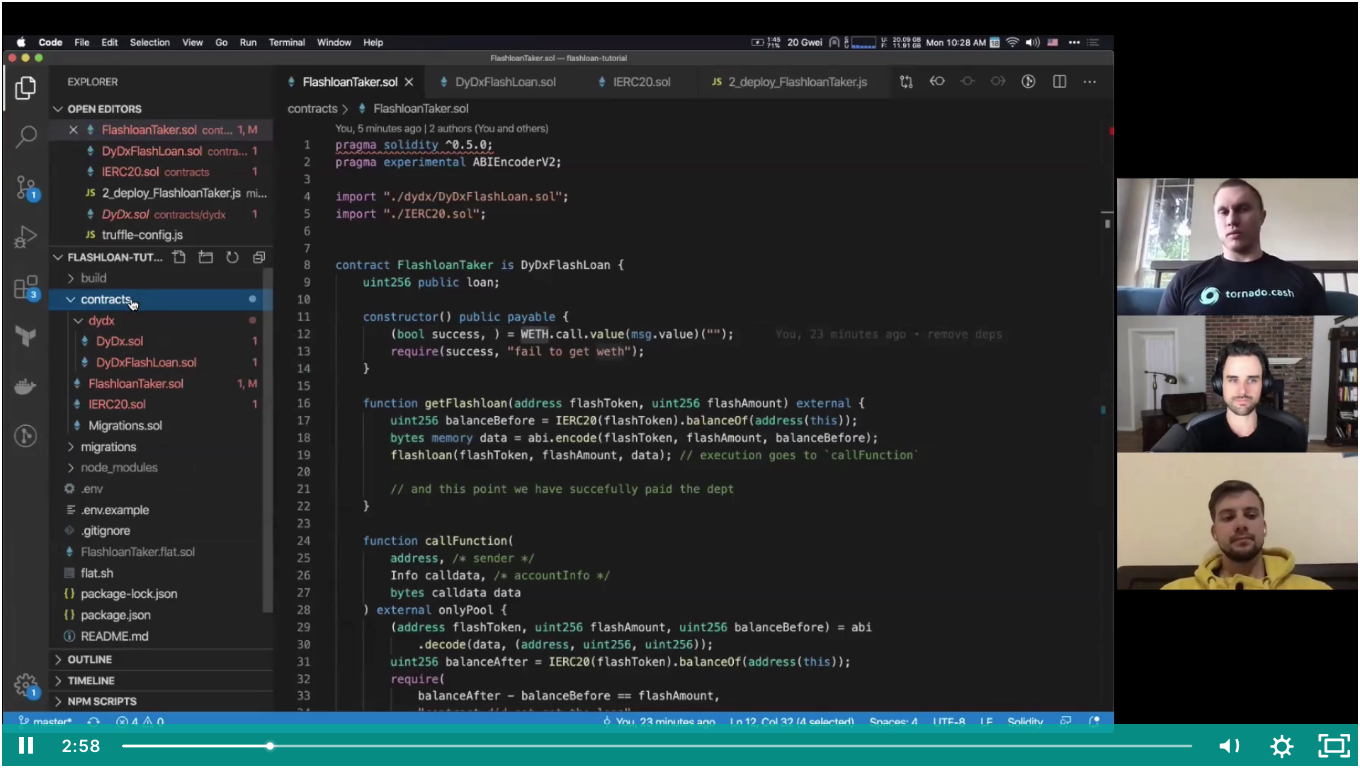 Code File Edit Selection View Go Run Terminal Window Help
1:45 71% 20 Gwei U: 20.09 GB F: 11.91 GB Mon 10:28 AM
FlashloanTaker.sol — flashloan-tutorial
EXPLORER
FlashloanTaker.sol DyDxFlashLoan.sol IERC20.sol JS 2_deploy_FlashloanTaker.js
OPEN EDITORS
contracts > FlashloanTaker.sol
FlashloanTaker.sol cont... 1, M
DyDxFlashLoan.sol contra... 1
IERC20.sol contracts 1
JS 2_deploy_FlashloanTaker.js mi...
DyDx.sol contracts/dydx 1
JS truffle-config.js
FLASHLOAN-TUT...
build
contracts
dydx
DyDx.sol 1
DyDxFlashLoan.sol 1
FlashloanTaker.sol 1, M
IERC20.sol 1
Migrations.sol
migrations
node_modules
.env
.env.example
.gitignore
FlashloanTaker.flat.sol
flat.sh
{} package-lock.json
{} package.json
README.md
OUTLINE
TIMELINE
NPM SCRIPTS
1
3
1
You, 5 minutes ago | 2 authors (You and others)
1 pragma solidity ^0.5.0;
2 pragma experimental ABIEncoderV2;
3
4 import "./dydx/DyDxFlashLoan.sol";
5 import "./IERC20.sol";
6
7
8 contract FlashloanTaker is DyDxFlashLoan {
9 uint256 public loan;
10
11 constructor() public payable {
12 (bool success, ) = WETH.call.value(msg.value)(""); You, 23 minutes ago • remove deps
13 require(success, "fail to get weth");
14 }
15
16 function getFlashloan(address flashToken, uint256 flashAmount) external {
17 uint256 balanceBefore = IERC20(flashToken).balanceOf(address(this));
18 bytes memory data = abi.encode(flashToken, flashAmount, balanceBefore);
19 flashloan(flashToken, flashAmount, data); // execution goes to `callFunction`
20
21 // and this point we have succefully paid the dept
22 }
23
24 function callFunction(
25 address, /* sender */
26 Info calldata, /* accountInfo */
27 bytes calldata data
28 ) external onlyPool {
29 (address flashToken, uint256 flashAmount, uint256 balanceBefore) = abi
30 .decode(data, (address, uint256, uint256));
31 uint256 balanceAfter = IERC20(flashToken).balanceOf(address(this));
32 require(
33 balanceAfter - balanceBefore == flashAmount,
master* 4 0 You, 23 minutes ago Ln 12, Col 32 (4 selected) Spaces: 4 UTF-8 LF Solidity
tornado.cash
2:58